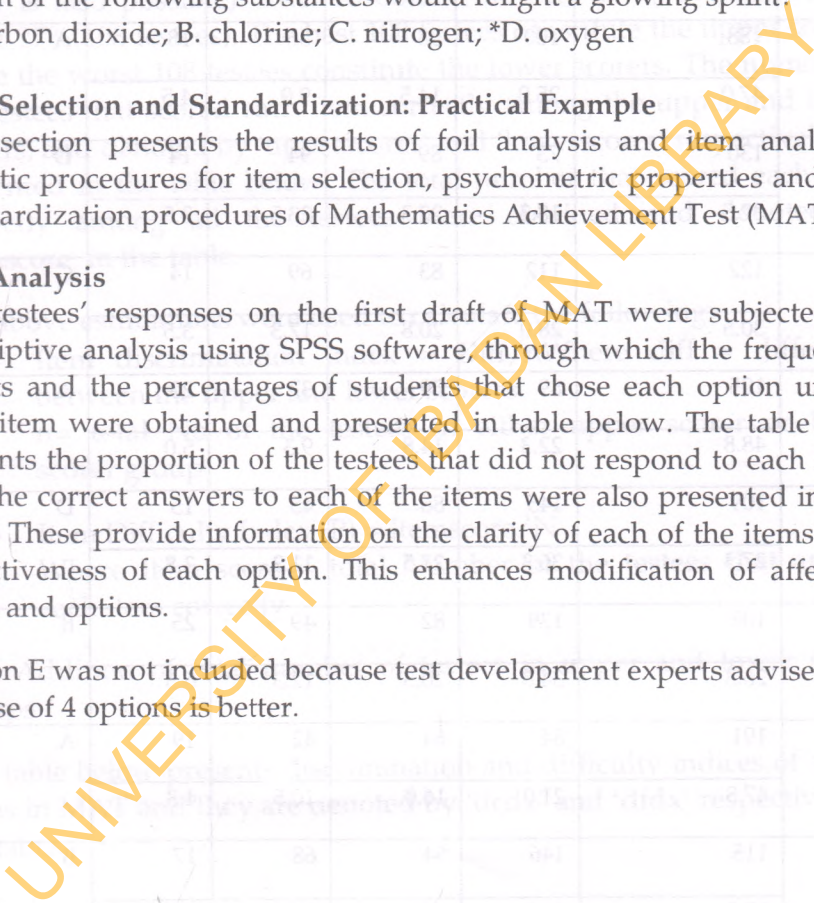 of the following substances would relight a glowing splint?
rbon dioxide; B. chlorine; C. nitrogen; *D. oxygen
Selection and Standardization: Practical Example
section presents the results of foil analysis and item anal
tic procedures for item selection, psychometric properties and
ardization procedures of Mathematics Achievement Test (MAT
Analysis
testees' responses on the first draft of MAT were subjecte
iptive analysis using SPSS software, through which the freque
s and the percentages of students that chose each option u
item were obtained and presented in table below. The table
nts the proportion of the testees that did not respond to each
he correct answers to each of the items were also presented in
These provide information on the clarity of each of the items
ctiveness of each option. This enhances modification of affe
and options.
on E was not included because test development experts advise
se of 4 options is better.
UNIVERSITY OF IBADAN LIBRARY